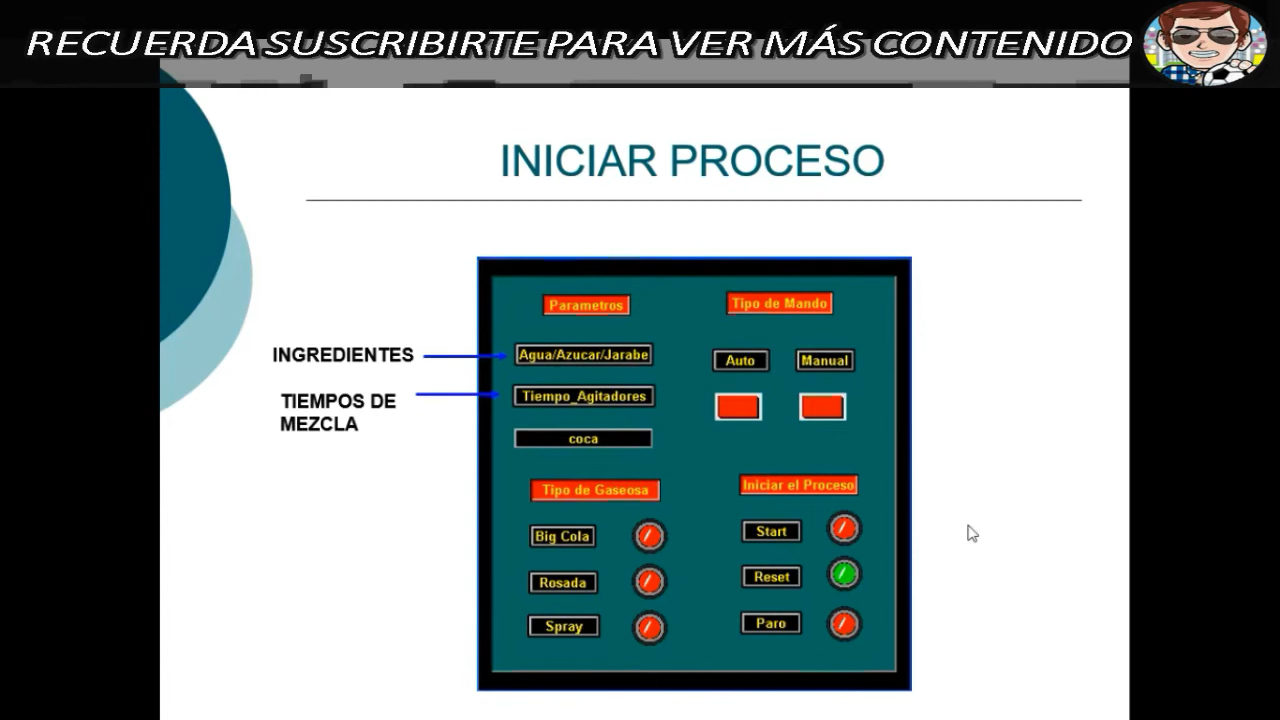 RECUERDA SUSCRIBIRTE PARA VER MÁS CONTENIDO
INICIAR PROCESO
INGREDIENTES
TIEMPOS DE
MEZCLA
Parametros
Agua/Azucar/Jarabe
Tiempo_Agitadores
coca
Tipo de Mando
Auto
Manual
Tipo de Gaseosa
Big Cola
Rosada
Spray
Iniciar el Proceso
Start
Reset
Paro